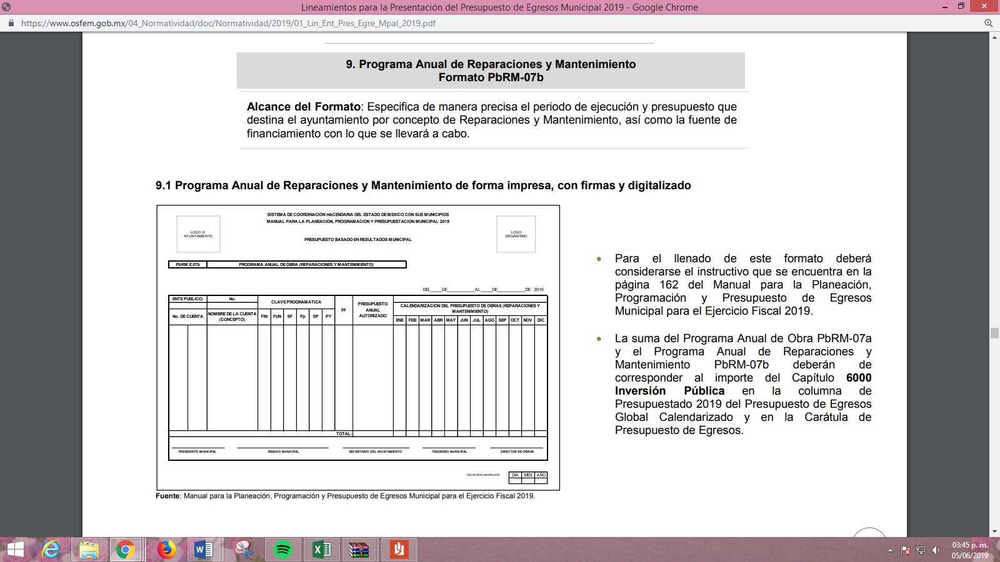 Lineamientos para la Presentación del Presupuesto de Egresos Municipal 2019 - Google Chrome
https://www.osfem.gob.mx/04_Normatividad/doc/Normatividad/2019/01_Lin_Ent_Pres_Egre_Mpal_2019.pdf
9. Programa Anual de Reparaciones y Mantenimiento
Formato PbRM-07b
Alcance del Formato: Especifica de manera precisa el periodo de ejecución y presupuesto que
destina el ayuntamiento por concepto de Reparaciones y Mantenimiento, así como la fuente de
financiamiento con lo que se llevará a cabo.
9.1 Programa Anual de Reparaciones y Mantenimiento de forma impresa, con firmas y digitalizado
SISTEMA DE COORDINACION HACENDARIA DEL ESTADO DE MEXICO CON SUS MUNICIPIOS
MANUAL PARA LA PLANEACION, PROGRAMACION Y PRESUPUESTACION MUNICIPAL 2019
LOGO H.
AYUNTAMIENTO
LOGO
ORGANISMO
PRESUPUESTO BASADO EN RESULTADOS MUNICIPAL
PbRM E 07b PROGRAMA ANUAL DE OBRA (REPARACIONES Y MANTENIMIENTO)
DEL_____DE____________AL_____DE____________DE 2019
ENTE PUBLICO: No.
No. DE CUENTA
NOMBRE DE LA CUENTA
(CONCEPTO)
CLAVE PROGRAMATICA
FIN FUN SF Pp SP PY
FF
PRESUPUESTO
ANUAL
AUTORIZADO
CALENDARIZACION DEL PRESUPUESTO DE OBRAS (REPARACIONES Y
MANTENIMIENTO)
ENE FEB MAR ABR MAY JUN JUL AGO SEP OCT NOV DIC
TOTAL:
PRESIDENTE MUNICIPAL SINDICO MUNICIPAL SECRETARIO DEL AYUNTAMIENTO TESORERO MUNICIPAL DIRECTOR DE OBRAS
FECHA DE ELABORACIÓN DIA MES AÑO
Fuente: Manual para la Planeación, Programación y Presupuesto de Egresos Municipal para el Ejercicio Fiscal 2019.
• Para el llenado de este formato deberá
considerarse el instructivo que se encuentra en la
página 162 del Manual para la Planeación,
Programación y Presupuesto de Egresos
Municipal para el Ejercicio Fiscal 2019.
• La suma del Programa Anual de Obra PbRM-07a
y el Programa Anual de Reparaciones y
Mantenimiento PbRM-07b deberán de
corresponder al importe del Capítulo 6000
Inversión Pública en la columna de
Presupuestado 2019 del Presupuesto de Egresos
Global Calendarizado y en la Carátula de
Presupuesto de Egresos.
03:45 p. m.
05/06/2019